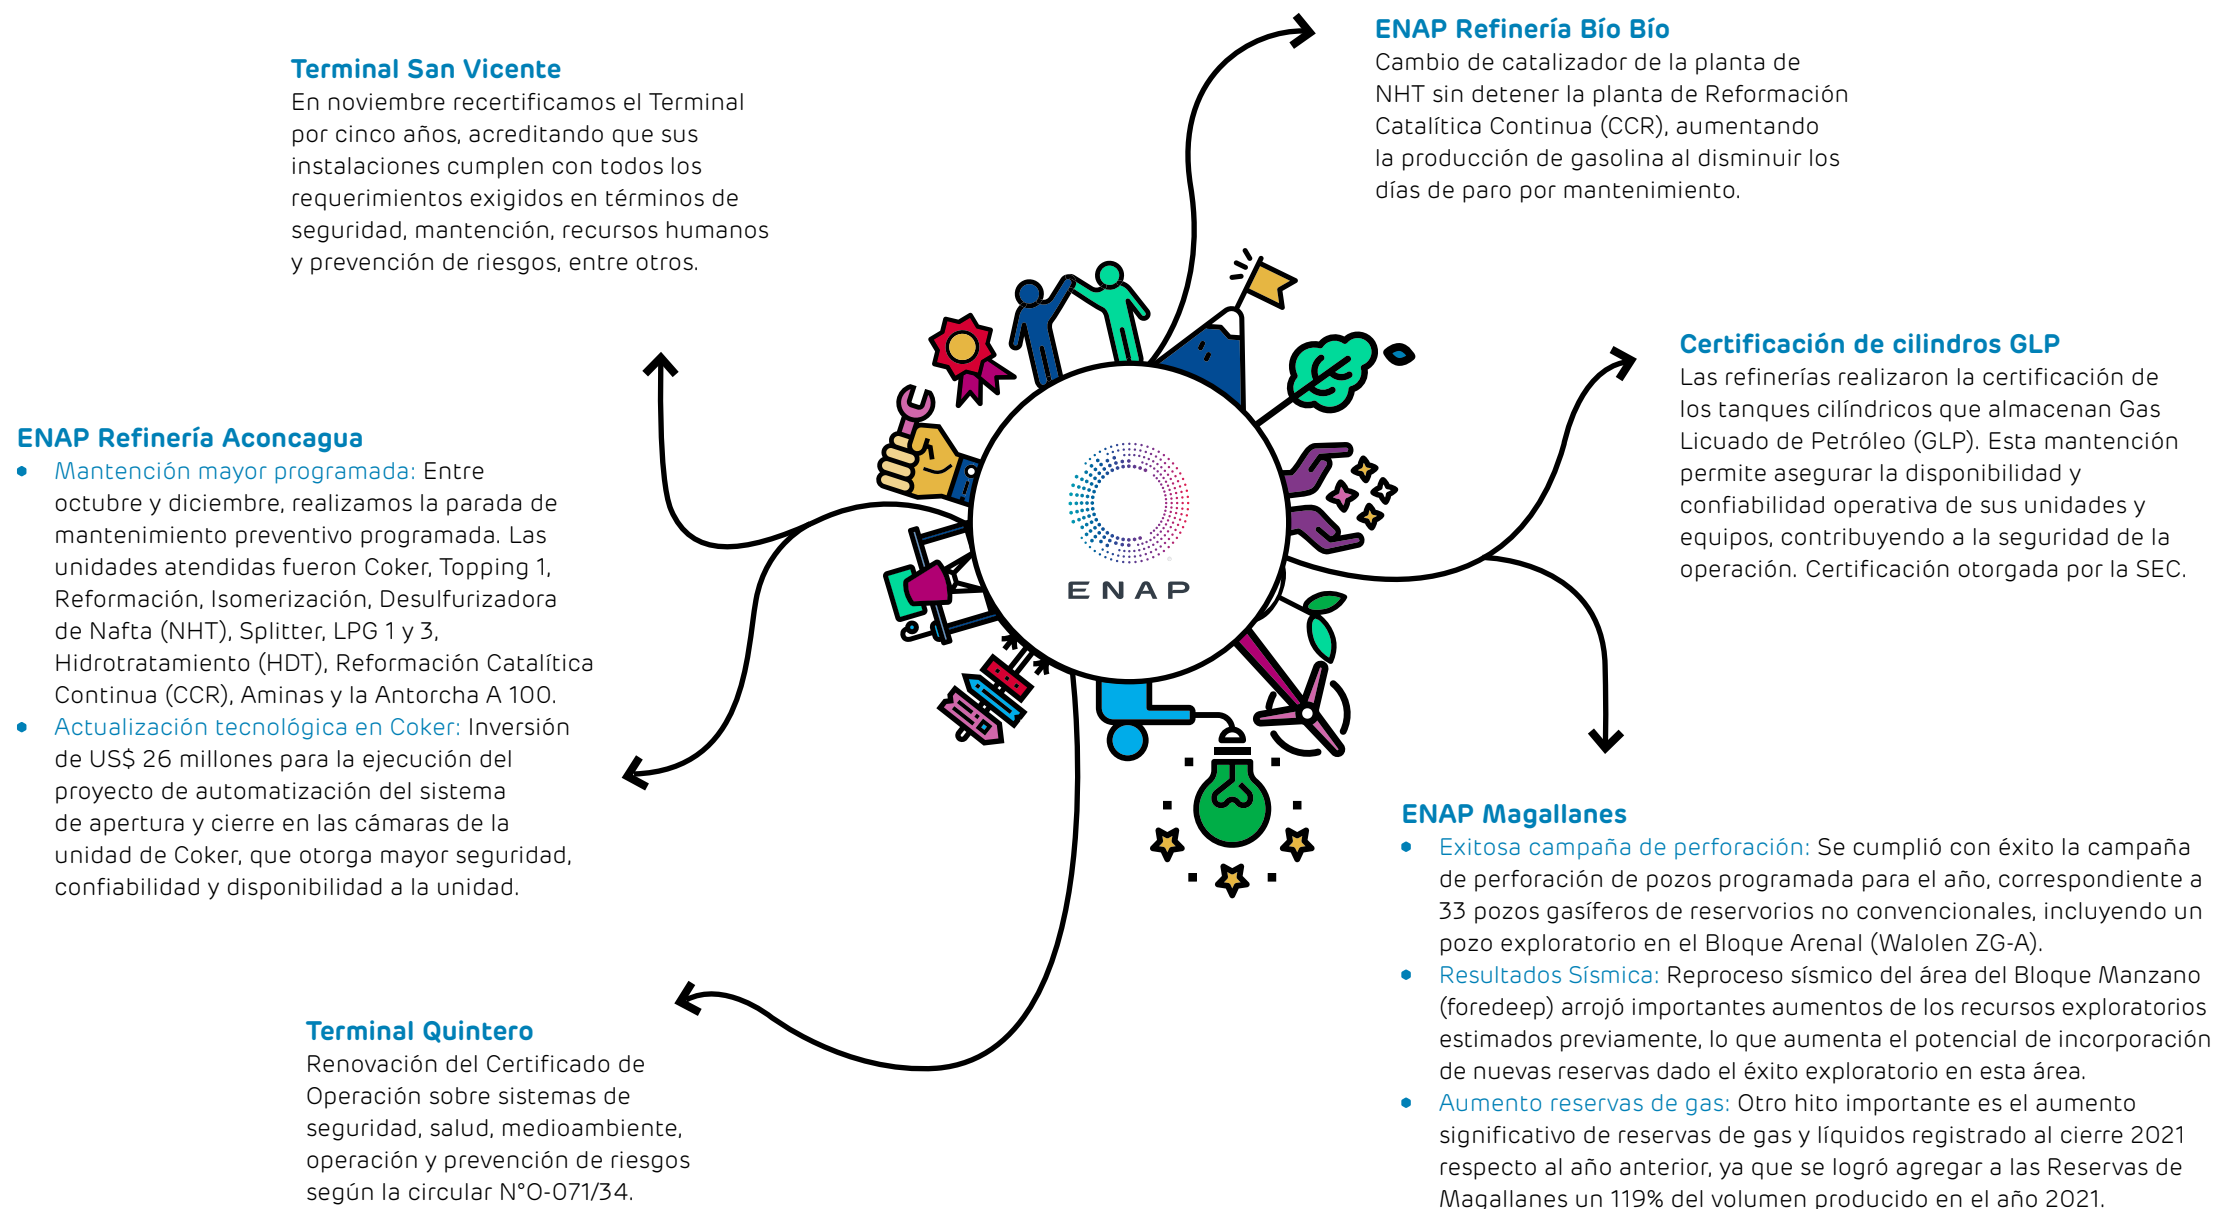 Terminal San Vicente
En noviembre recertificamos el Terminal
por cinco años, acreditando que sus
instalaciones cumplen con todos los
requerimientos exigidos en términos de
seguridad, mantención, recursos humanos
y prevención de riesgos, entre otros.
ENAP Refinería Bío Bío
Cambio de catalizador de la planta de
NHT sin detener la planta de Reformación
Catalítica Continua (CCR), aumentando
la producción de gasolina al disminuir los
días de paro por mantenimiento.
ENAP Refinería Aconcagua
Mantención mayor programada: Entre
octubre y diciembre, realizamos la parada de
mantenimiento preventivo programada. Las
unidades atendidas fueron Coker, Topping 1,
Reformación, Isomerización, Desulfurizadora
de Nafta (NHT), Splitter, LPG 1 y 3,
Hidrotratamiento (HDT), Reformación Catalítica
Continua (CCR), Aminas y la Antorcha A 100.
Actualización tecnológica en Coker: Inversión
de US$ 26 millones para la ejecución del
proyecto de automatización del sistema
de apertura y cierre en las cámaras de la
unidad de Coker, que otorga mayor seguridad,
confiabilidad y disponibilidad a la unidad.
ENAP
Certificación de cilindros GLP
Las refinerías realizaron la certificación de
los tanques cilíndricos que almacenan Gas
Licuado de Petróleo (GLP). Esta mantención
permite asegurar la disponibilidad y
confiabilidad operativa de sus unidades y
equipos, contribuyendo a la seguridad de la
operación. Certificación otorgada por la SEC.
Terminal Quintero
Renovación del Certificado de
Operación sobre sistemas de
seguridad, salud, medioambiente,
operación y prevención de riesgos
según la circular N°O-071/34.
ENAP Magallanes
Exitosa campaña de perforación: Se cumplió con éxito la campaña
de perforación de pozos programada para el año, correspondiente a
33 pozos gasíferos de reservorios no convencionales, incluyendo un
pozo exploratorio en el Bloque Arenal (Walolen ZG-A).
Resultados Sísmica: Reproceso sísmico del área del Bloque Manzano
(foredeep) arrojó importantes aumentos de los recursos exploratorios
estimados previamente, lo que aumenta el potencial de incorporación
de nuevas reservas dado el éxito exploratorio en esta área.
Aumento reservas de gas: Otro hito importante es el aumento
significativo de reservas de gas y líquidos registrado al cierre 2021
respecto al año anterior, ya que se logró agregar a las Reservas de
Magallanes un 119% del volumen producido en el año 2021.